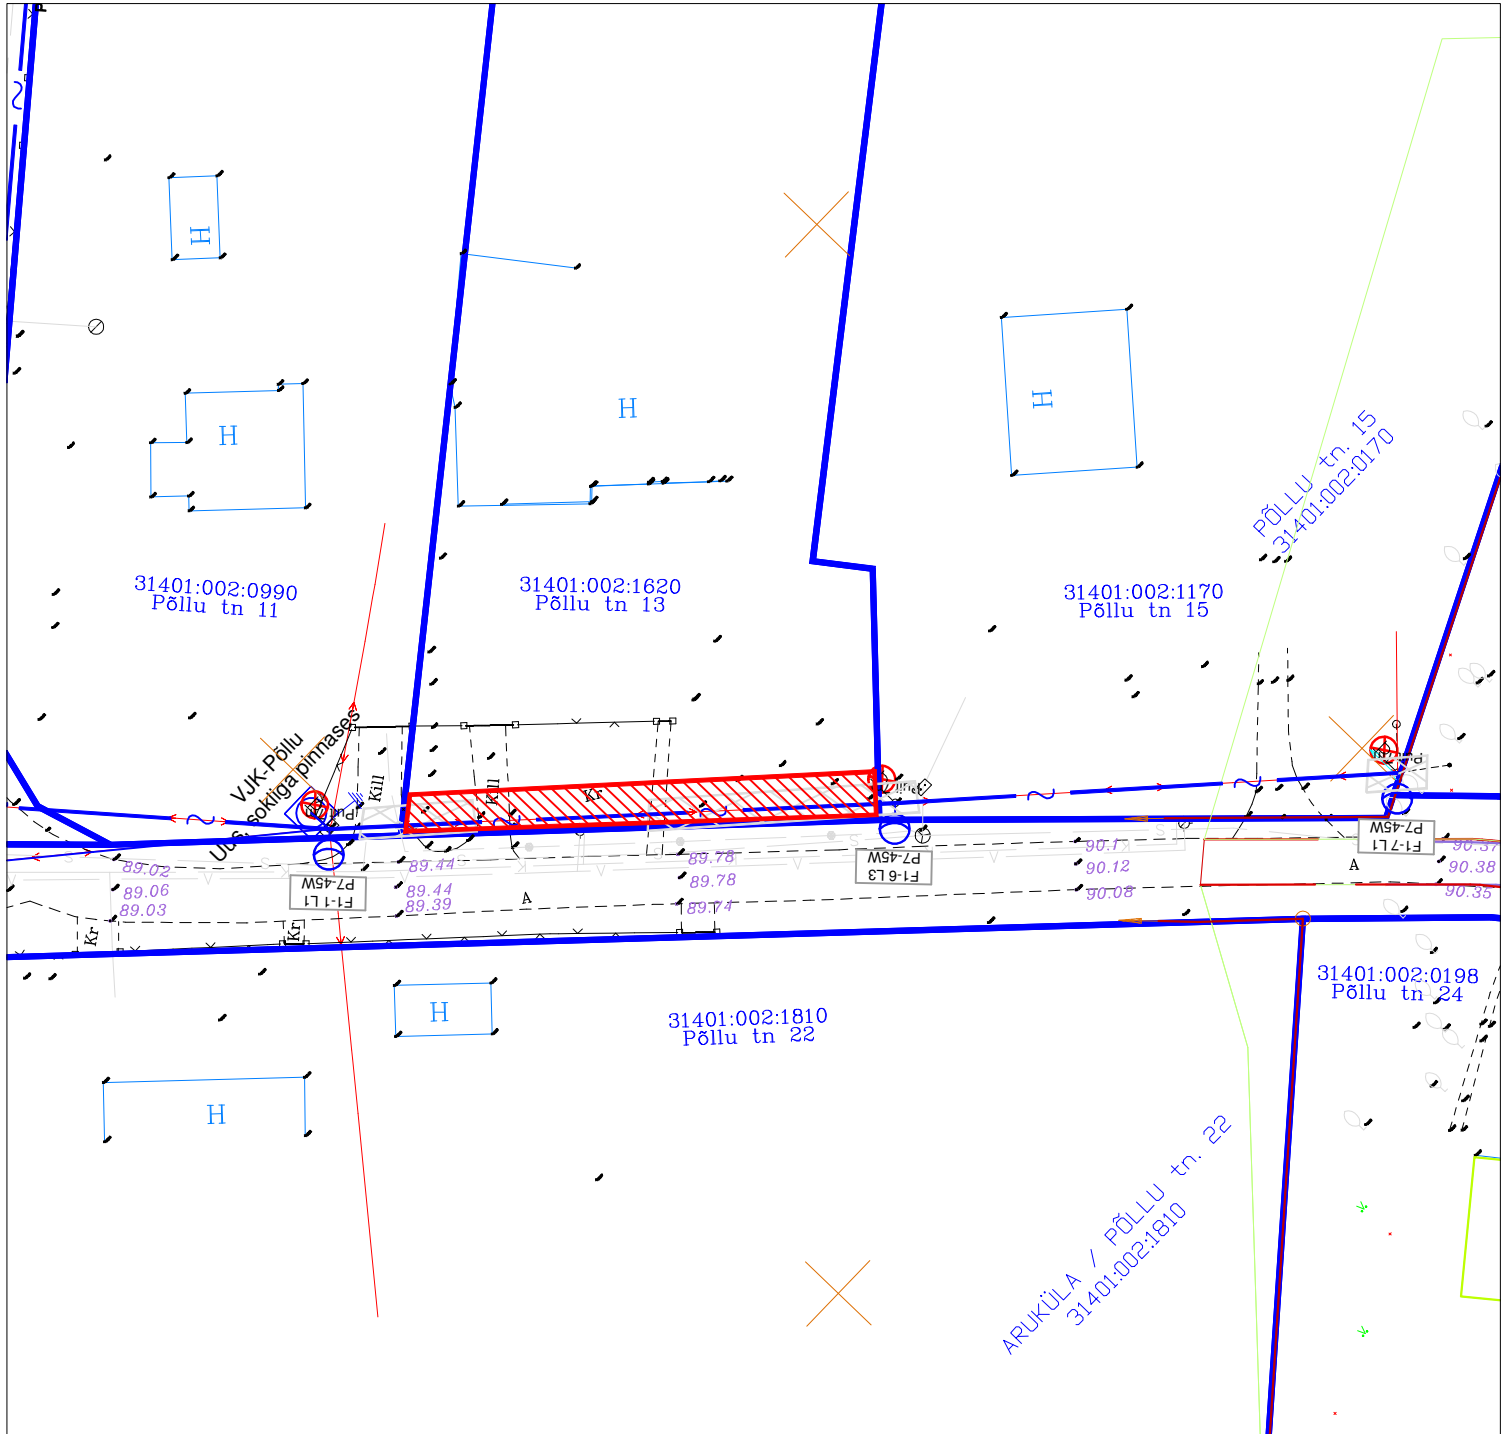 H
H
H
H
PÕLLU tn. 15
31401:002:0170
31401:002:0990
Põllu tn 11
31401:002:1620
Põllu tn 13
31401:002:1170
Põllu tn 15
VJK-Põllu
Uus, sokliga pinnases
Kill
Kill
Kr
89.02
89.06
89.03
89.44
89.44
89.39
89.78
89.78
89.74
90.12
90.08
90.37
90.38
90.35
F1-1 L1
P7-45W
F1-6 L3
P7-45W
F1-7 L1
P7-45W
A
A
Kr
Kr
31401:002:0198
Põllu tn 24
H
31401:002:1810
Põllu tn 22
H
ARUKÜLA / PÕLLU tn. 22
31401:002:1810